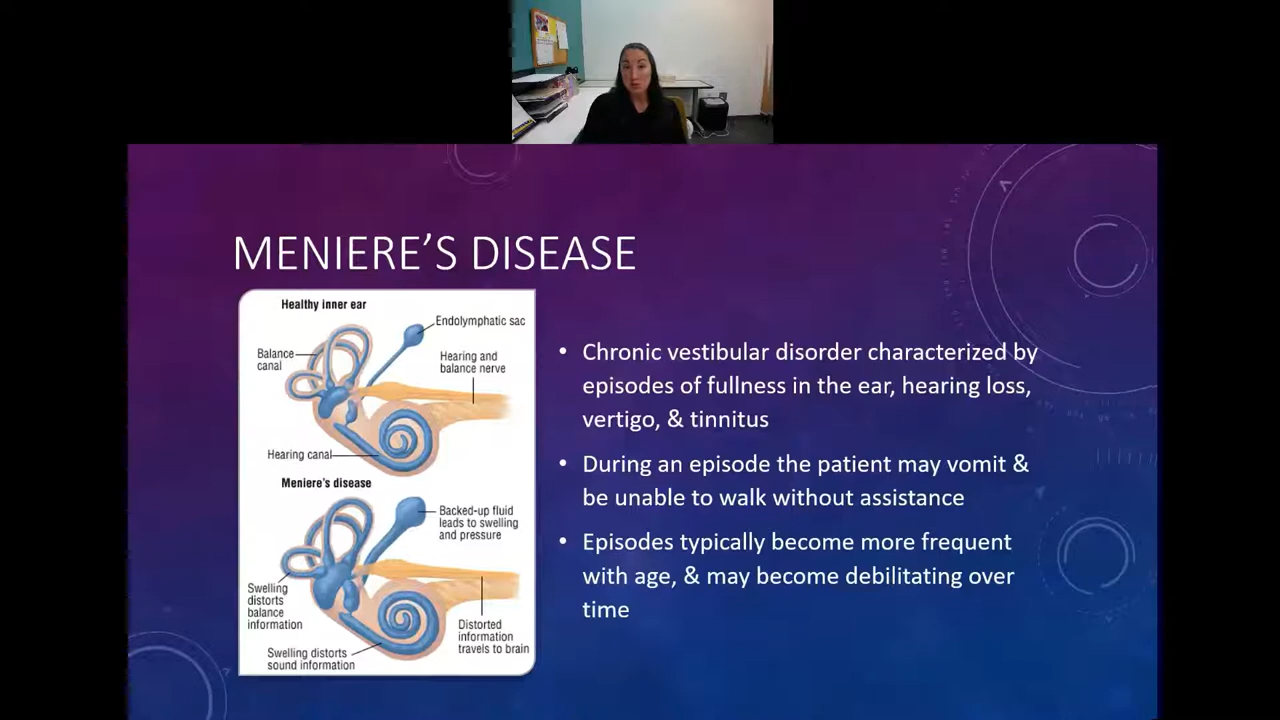 MENIERE'S DISEASE
Healthy inner ear
Endolymphatic sac
Balance
canal
Hearing and
balance nerve
Hearing canal
Meniere's disease
Backed-up fluid
leads to swelling
and pressure
Swelling
distorts
balance
information
Distorted
information
travels to brain
Swelling distorts
sound information
• Chronic vestibular disorder characterized by
episodes of fullness in the ear, hearing loss,
vertigo, & tinnitus
• During an episode the patient may vomit &
be unable to walk without assistance
• Episodes typically become more frequent
with age, & may become debilitating over
time